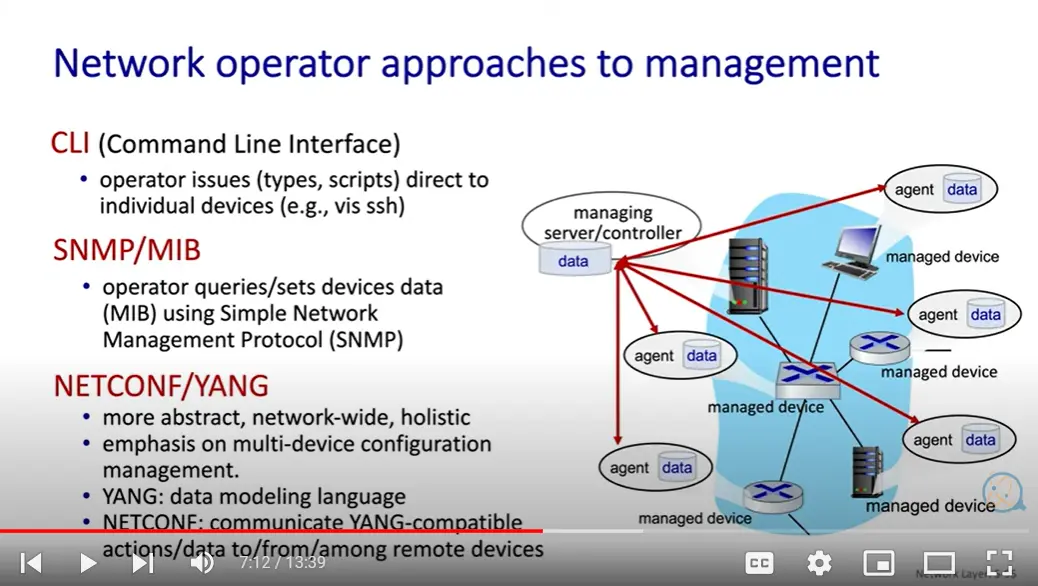 Network operator approaches to management
CLI (Command Line Interface)
• operator issues (types, scripts) direct to
individual devices (e.g., vis ssh)
SNMP/MIB
• operator queries/sets devices data
(MIB) using Simple Network
Management Protocol (SNMP)
NETCONF/YANG
• more abstract, network-wide, holistic
• emphasis on multi-device configuration
management.
• YANG: data modeling language
• NETCONF: communicate YANG-compatible
actions/data to/from/among remote devices
managing
server/controller
data
agent data
managed device
agent data
managed device
agent data
managed device
agent data
managed device
agent data
managed device
7:12 / 13:39
CC
Network Layer: